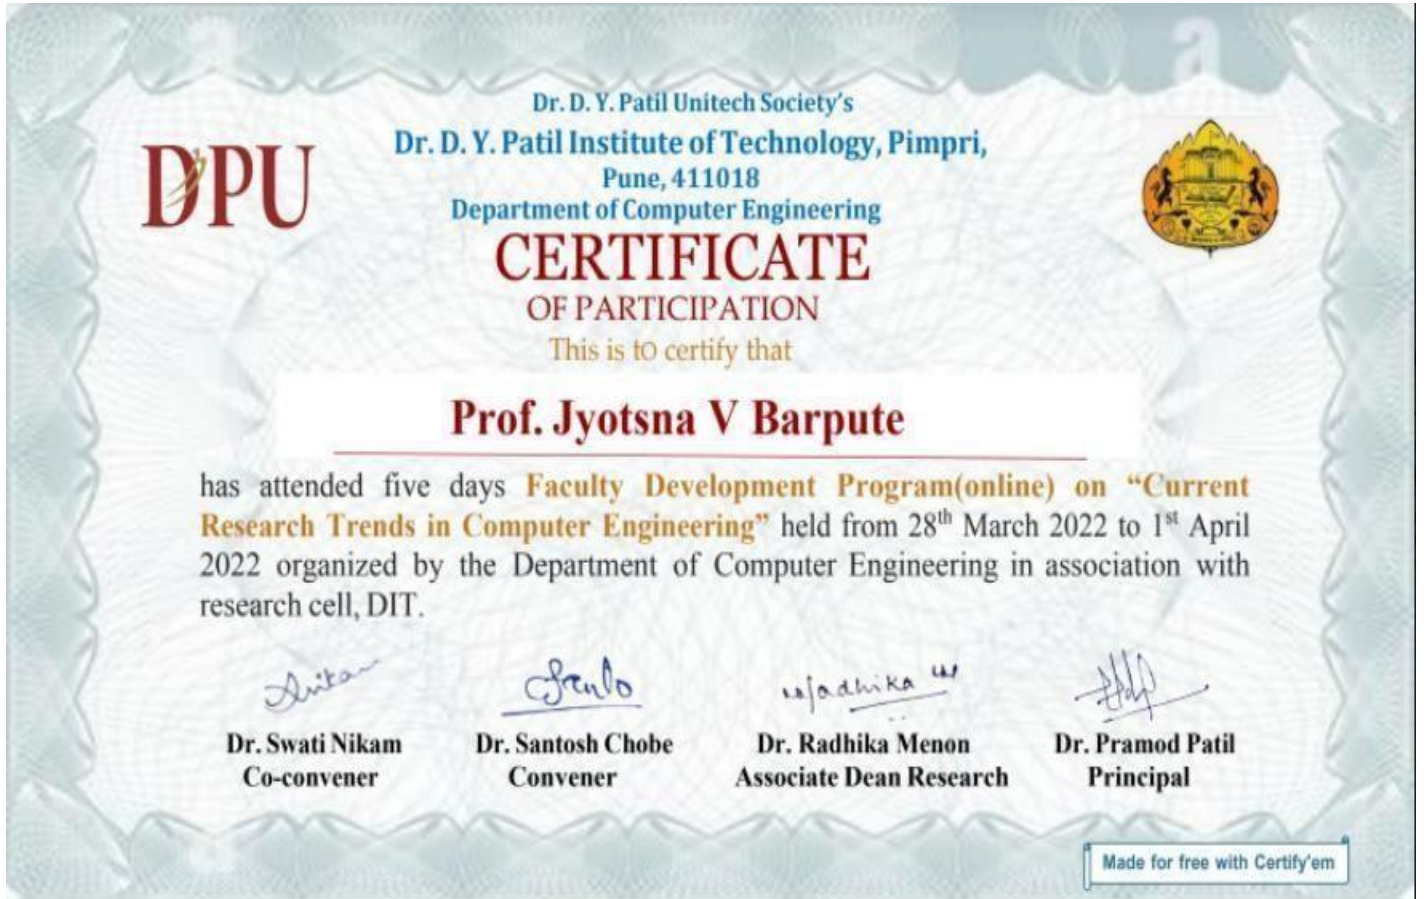 Dr. D. Y. Patil Unitech Society's
DPU
Dr. D. Y. Patil Institute of Technology, Pimpri,
Pune, 411018
Department of Computer Engineering
CERTIFICATE
OF PARTICIPATION
This is tO certify that
Prof. Jyotsna V Barpute
has attended five days Faculty Development Program(online) on “Current
Research Trends in Computer Engineering” held from 28th March 2022 to 1st April
2022 organized by the Department of Computer Engineering in association with
research cell, DIT.
Dr. Swati Nikam Dr. Santosh Chobe Dr. Radhika Menon Dr. Pramod Patil
Co-convener Convener Associate Dean Research Principal
Made for free with Certify'em